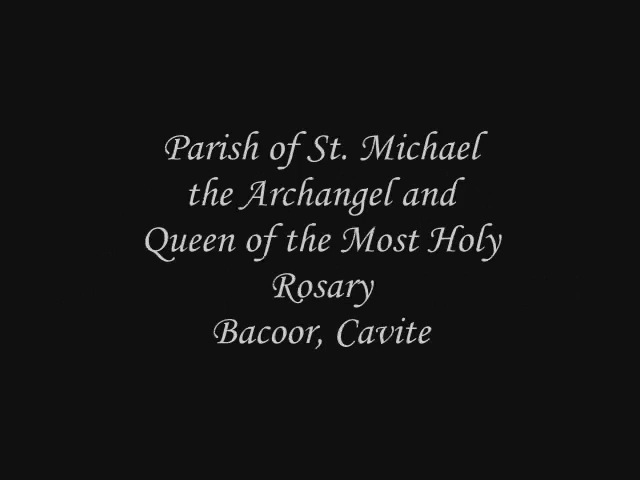 Parish of St. Michael
the Archangel and
Queen of the Most Holy
Rosary
Bacoor, Cavite